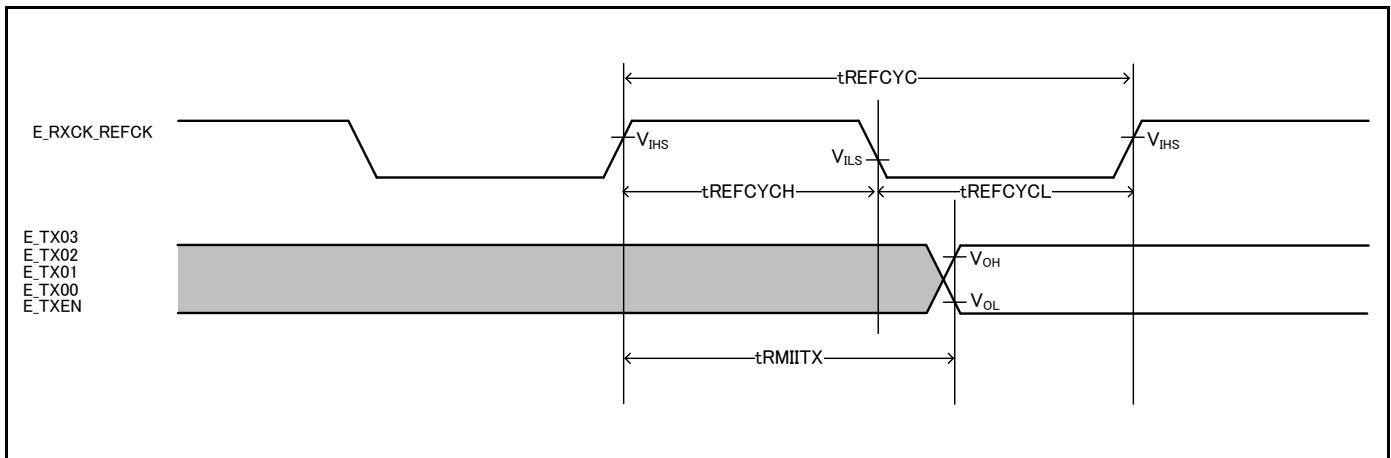 tREFCYC
E_RXCK_REFCK
VIHS
VILS
VIHS
tREFCYCH
tREFCYCL
E_TX03
E_TX02
E_TX01
E_TX00
E_TXEN
VOH
VOL
tRMIITX